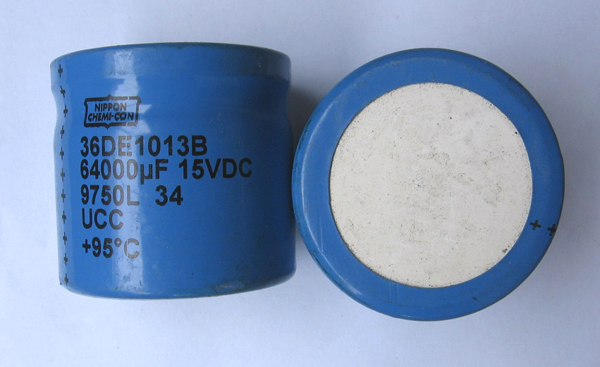 NIPPON
CHEMI-CON
36DE1013B
64000µF 15VDC
9750L 34
UCC
+95°C